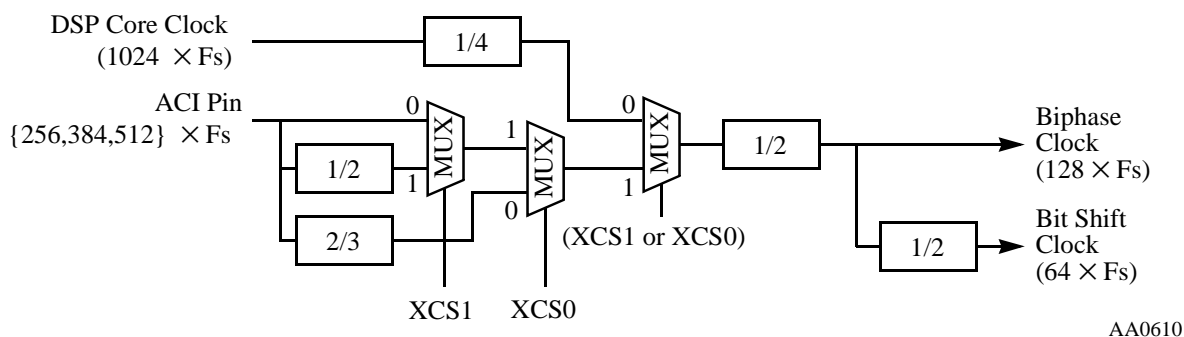 DSP Core Clock
(1024 × Fs)
1/4
ACI Pin
{256,384,512} × Fs
0
MUX
1
1/2
2/3
1
MUX
0
0
MUX
1
(XCS1 or XCS0)
XCS1
XCS0
1/2
Biphase
Clock
(128 × Fs)
1/2
Bit Shift
Clock
(64 × Fs)
AA0610